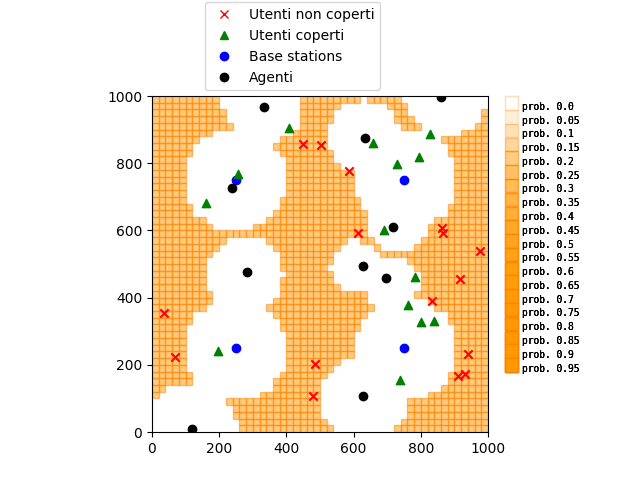 Utenti non coperti
Utenti coperti
Base stations
Agenti
1000
800
600
400
200
0
0 200 400 600 800 1000
prob. 0.0
prob. 0.05
prob. 0.1
prob. 0.15
prob. 0.2
prob. 0.25
prob. 0.3
prob. 0.35
prob. 0.4
prob. 0.45
prob. 0.5
prob. 0.55
prob. 0.6
prob. 0.65
prob. 0.7
prob. 0.75
prob. 0.8
prob. 0.85
prob. 0.9
prob. 0.95